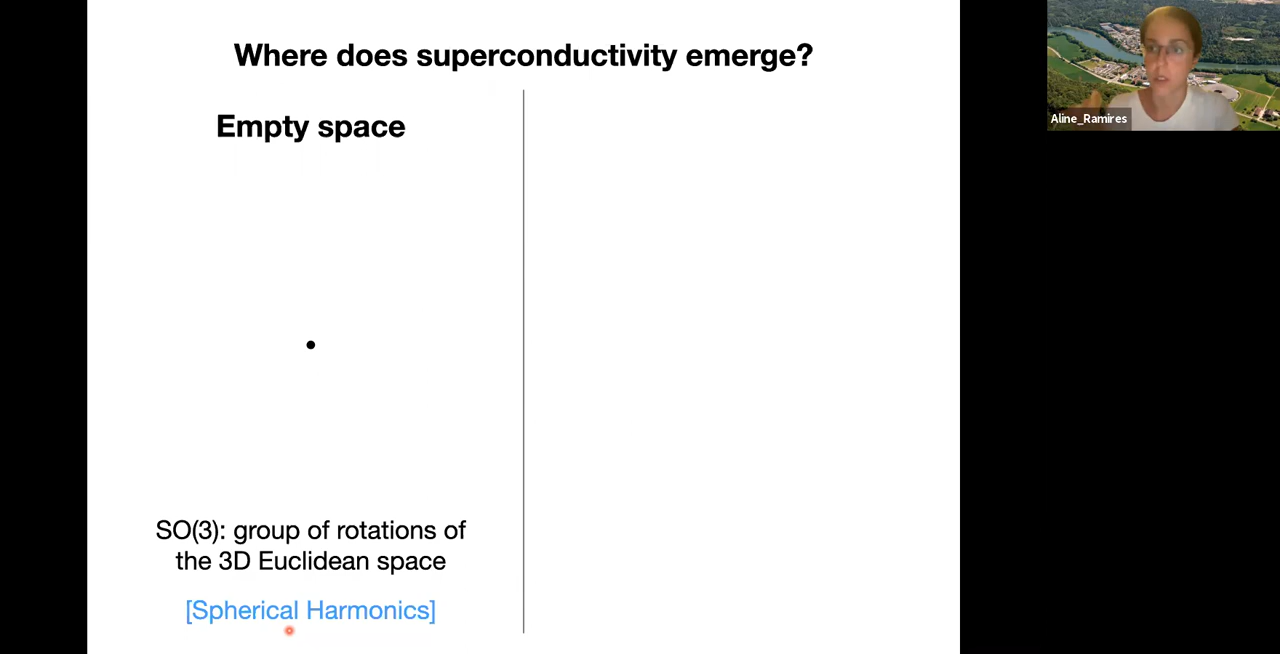 Where does superconductivity emerge?
Empty space
SO(3): group of rotations of
the 3D Euclidean space
[Spherical Harmonics]
Aline_Ramires